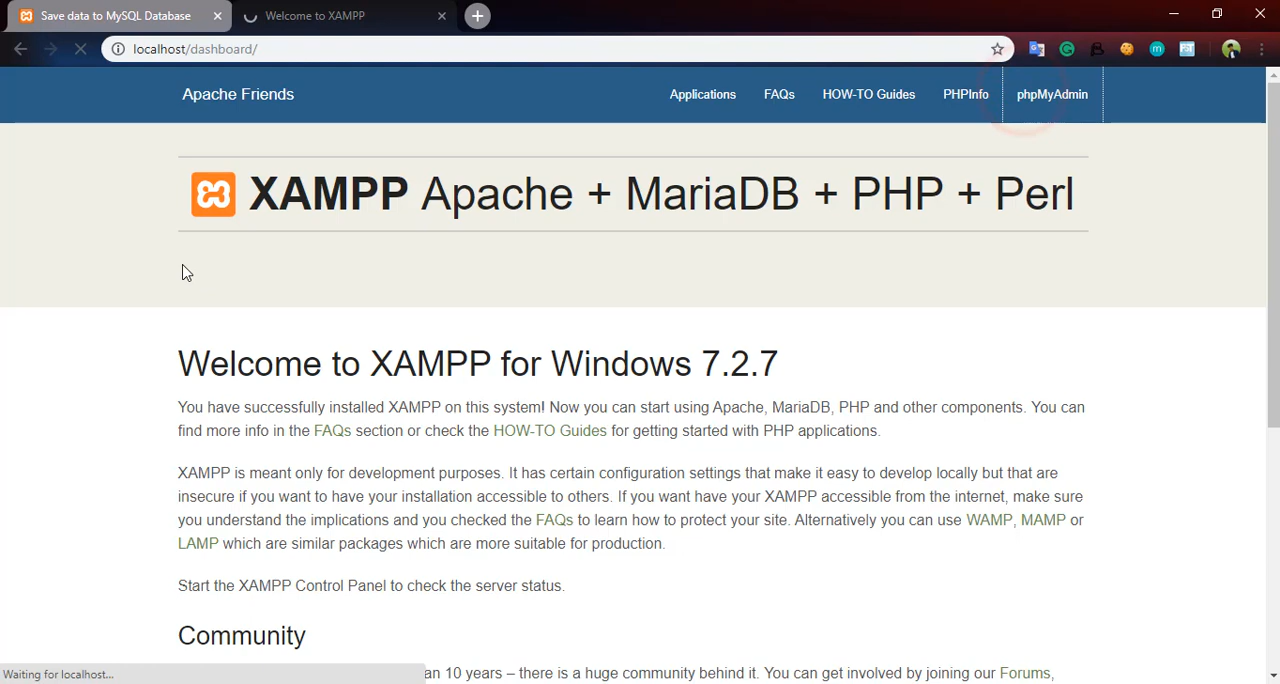 Save data to MySQL Database
Welcome to XAMPP
localhost/dashboard/
Apache Friends
Applications
FAQs
HOW-TO Guides
PHPInfo
phpMyAdmin
XAMPP Apache + MariaDB + PHP + Perl
Welcome to XAMPP for Windows 7.2.7
You have successfully installed XAMPP on this system! Now you can start using Apache, MariaDB, PHP and other components. You can
find more info in the FAQs section or check the HOW-TO Guides for getting started with PHP applications.
XAMPP is meant only for development purposes. It has certain configuration settings that make it easy to develop locally but that are
insecure if you want to have your installation accessible to others. If you want have your XAMPP accessible from the internet, make sure
you understand the implications and you checked the FAQs to learn how to protect your site. Alternatively you can use WAMP, MAMP or
LAMP which are similar packages which are more suitable for production.
Start the XAMPP Control Panel to check the server status.
Community
an 10 years – there is a huge community behind it. You can get involved by joining our Forums,
Waiting for localhost...